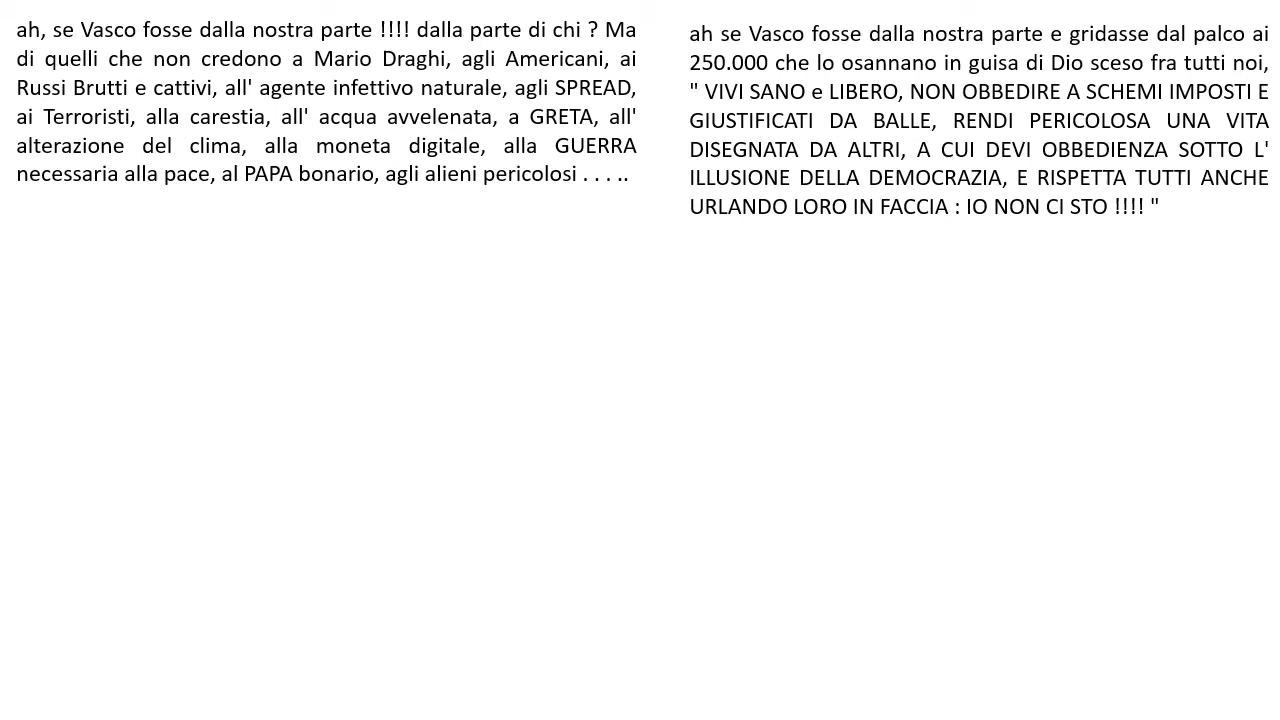 ah, se Vasco fosse dalla nostra parte !!!! dalla parte di chi ? Ma
di quelli che non credono a Mario Draghi, agli Americani, ai
Russi Brutti e cattivi, all' agente infettivo naturale, agli SPREAD,
ai Terroristi, alla carestia, all' acqua avvelenata, a GRETA, all'
alterazione del clima, alla moneta digitale, alla GUERRA
necessaria alla pace, al PAPA bonario, agli alieni pericolosi . . . ..
ah se Vasco fosse dalla nostra parte e gridasse dal palco ai
250.000 che lo osannano in guisa di Dio sceso fra tutti noi,
" VIVI SANO e LIBERO, NON OBBEDIRE A SCHEMI IMPOSTI E
GIUSTIFICATI DA BALLE, RENDI PERICOLOSA UNA VITA
DISEGNATA DA ALTRI, A CUI DEVI OBBEDIENZA SOTTO L'
ILLUSIONE DELLA DEMOCRAZIA, E RISPETTA TUTTI ANCHE
URLANDO LORO IN FACCIA : IO NON CI STO !!!! "